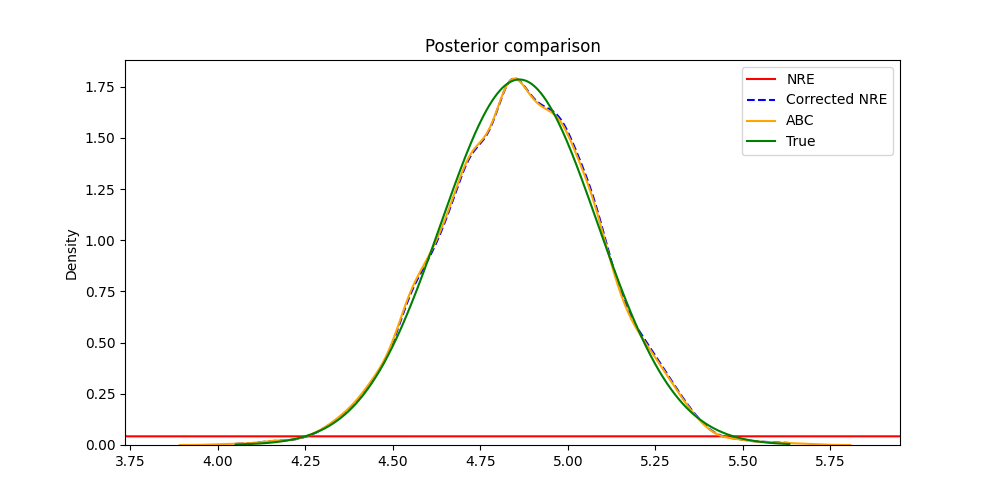 Posterior comparison
NRE
Corrected NRE
ABC
True
Density
1.75
1.50
1.25
1.00
0.75
0.50
0.25
0.00
3.75 4.00 4.25 4.50 4.75 5.00 5.25 5.50 5.75